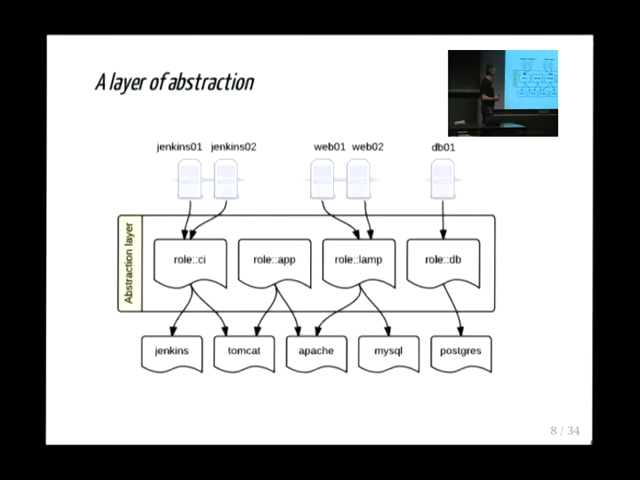 A layer of abstraction
jenkins01 jenkins02 web01 web02 db01
Abstraction layer
role::ci role::app role::lamp role::db
jenkins tomcat apache mysql postgres
8 / 34